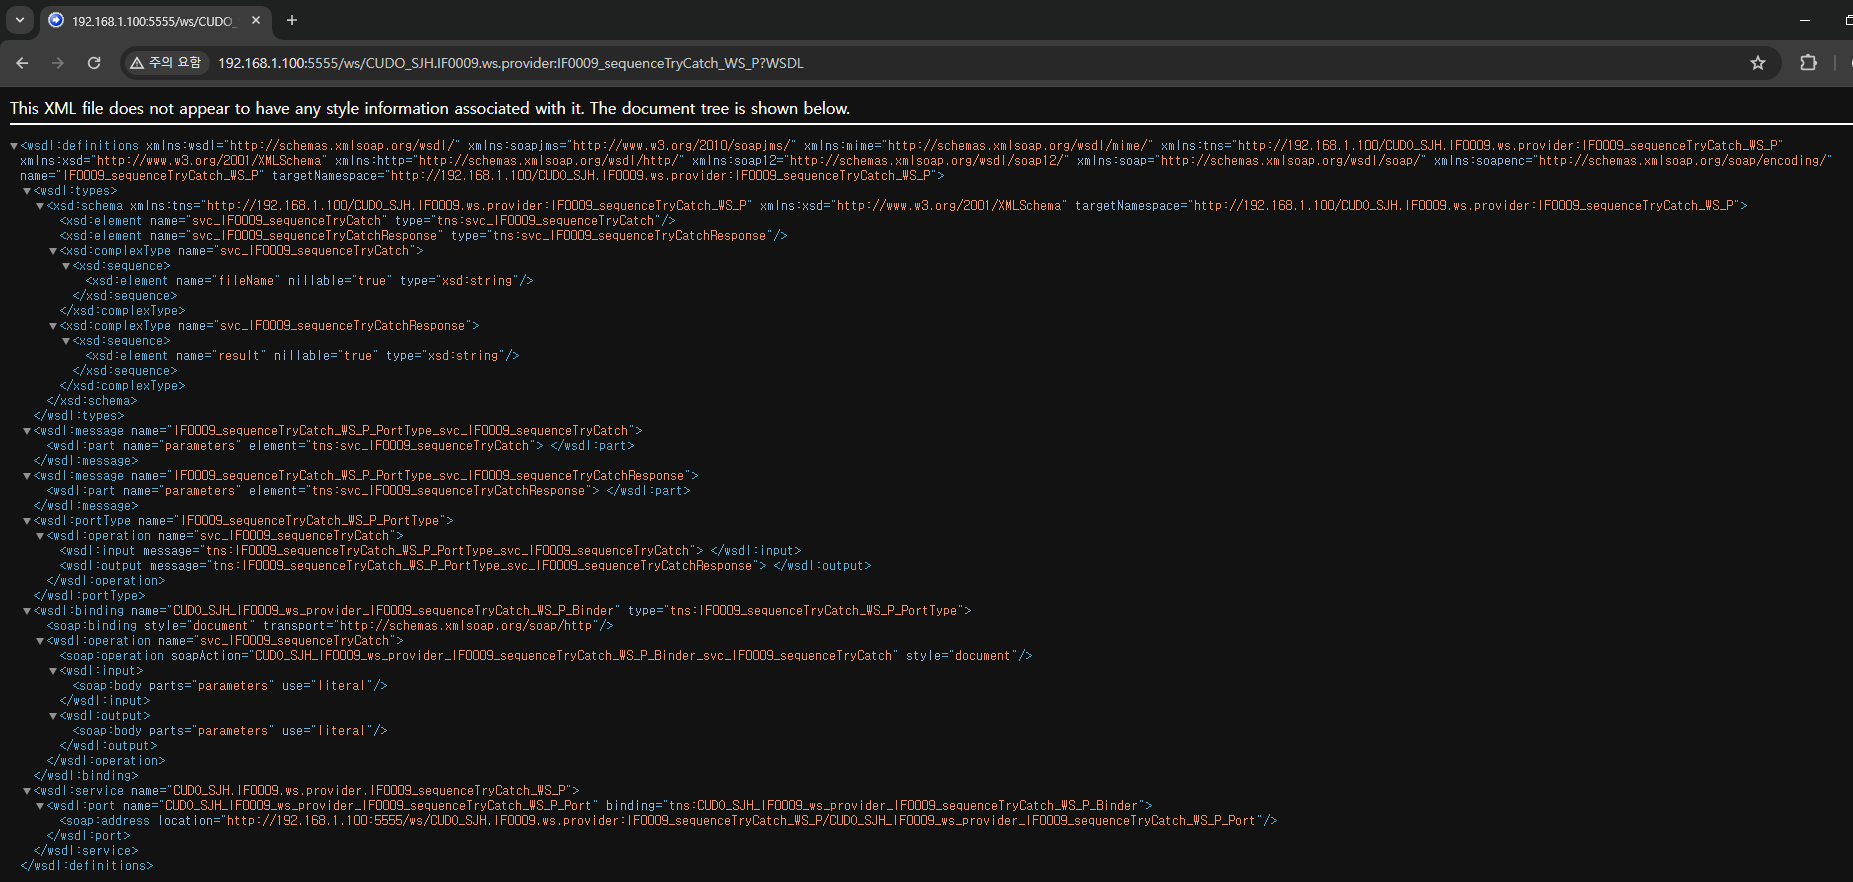 192.168.1.100:5555/ws/CUDO_
주의 요함
192.168.1.100:5555/ws/CUDO_SJH.IF0009.ws.provider:IF0009_sequenceTryCatch_WS_P?WSDL
This XML file does not appear to have any style information associated with it. The document tree is shown below.
<wsdl:definitions xmlns:wsdl="http://schemas.xmlsoap.org/wsdl/" xmlns:soapjms="http://www.w3.org/2010/soapjms/" xmlns:mime="http://schemas.xmlsoap.org/wsdl/mime/" xmlns:tns="http://192.168.1.100/CUDO_SJH.IF0009.ws.provider:IF0009_sequenceTryCatch_WS_P"
xmlns:xsd="http://www.w3.org/2001/XMLSchema" xmlns:http="http://schemas.xmlsoap.org/wsdl/http/" xmlns:soap12="http://schemas.xmlsoap.org/wsdl/soap12/" xmlns:soap="http://schemas.xmlsoap.org/wsdl/soap/" xmlns:soapenc="http://schemas.xmlsoap.org/soap/encoding/"
name="IF0009_sequenceTryCatch_WS_P" targetNamespace="http://192.168.1.100/CUDO_SJH.IF0009.ws.provider:IF0009_sequenceTryCatch_WS_P">
<wsdl:types>
<xsd:schema xmlns:tns="http://192.168.1.100/CUDO_SJH.IF0009.ws.provider:IF0009_sequenceTryCatch_WS_P" xmlns:xsd="http://www.w3.org/2001/XMLSchema" targetNamespace="http://192.168.1.100/CUDO_SJH.IF0009.ws.provider:IF0009_sequenceTryCatch_WS_P">
<xsd:element name="svc_IF0009_sequenceTryCatch" type="tns:svc_IF0009_sequenceTryCatch"/>
<xsd:element name="svc_IF0009_sequenceTryCatchResponse" type="tns:svc_IF0009_sequenceTryCatchResponse"/>
<xsd:complexType name="svc_IF0009_sequenceTryCatch">
<xsd:sequence>
<xsd:element name="fileName" nillable="true" type="xsd:string"/>
</xsd:sequence>
</xsd:complexType>
<xsd:complexType name="svc_IF0009_sequenceTryCatchResponse">
<xsd:sequence>
<xsd:element name="result" nillable="true" type="xsd:string"/>
</xsd:sequence>
</xsd:complexType>
</xsd:schema>
</wsdl:types>
<wsdl:message name="IF0009_sequenceTryCatch_WS_P_PortType_svc_IF0009_sequenceTryCatch">
<wsdl:part name="parameters" element="tns:svc_IF0009_sequenceTryCatch"> </wsdl:part>
</wsdl:message>
<wsdl:message name="IF0009_sequenceTryCatch_WS_P_PortType_svc_IF0009_sequenceTryCatchResponse">
<wsdl:part name="parameters" element="tns:svc_IF0009_sequenceTryCatchResponse"> </wsdl:part>
</wsdl:message>
<wsdl:portType name="IF0009_sequenceTryCatch_WS_P_PortType">
<wsdl:operation name="svc_IF0009_sequenceTryCatch">
<wsdl:input message="tns:IF0009_sequenceTryCatch_WS_P_PortType_svc_IF0009_sequenceTryCatch"> </wsdl:input>
<wsdl:output message="tns:IF0009_sequenceTryCatch_WS_P_PortType_svc_IF0009_sequenceTryCatchResponse"> </wsdl:output>
</wsdl:operation>
</wsdl:portType>
<wsdl:binding name="CUDO_SJH_IF0009_ws_provider_IF0009_sequenceTryCatch_WS_P_Binder" type="tns:IF0009_sequenceTryCatch_WS_P_PortType">
<soap:binding style="document" transport="http://schemas.xmlsoap.org/soap/http"/>
<wsdl:operation name="svc_IF0009_sequenceTryCatch">
<soap:operation soapAction="CUDO_SJH_IF0009_ws_provider_IF0009_sequenceTryCatch_WS_P_Binder_svc_IF0009_sequenceTryCatch" style="document"/>
<wsdl:input>
<soap:body parts="parameters" use="literal"/>
</wsdl:input>
<wsdl:output>
<soap:body parts="parameters" use="literal"/>
</wsdl:output>
</wsdl:operation>
</wsdl:binding>
<wsdl:service name="CUDO_SJH.IF0009.ws.provider.IF0009_sequenceTryCatch_WS_P">
<wsdl:port name="CUDO_SJH_IF0009_ws_provider_IF0009_sequenceTryCatch_WS_P_Port" binding="tns:CUDO_SJH_IF0009_ws_provider_IF0009_sequenceTryCatch_WS_P_Binder">
<soap:address location="http://192.168.1.100:5555/ws/CUDO_SJH.IF0009.ws.provider:IF0009_sequenceTryCatch_WS_P/CUDO_SJH_IF0009_ws_provider_IF0009_sequenceTryCatch_WS_P_Port"/>
</wsdl:port>
</wsdl:service>
</wsdl:definitions>